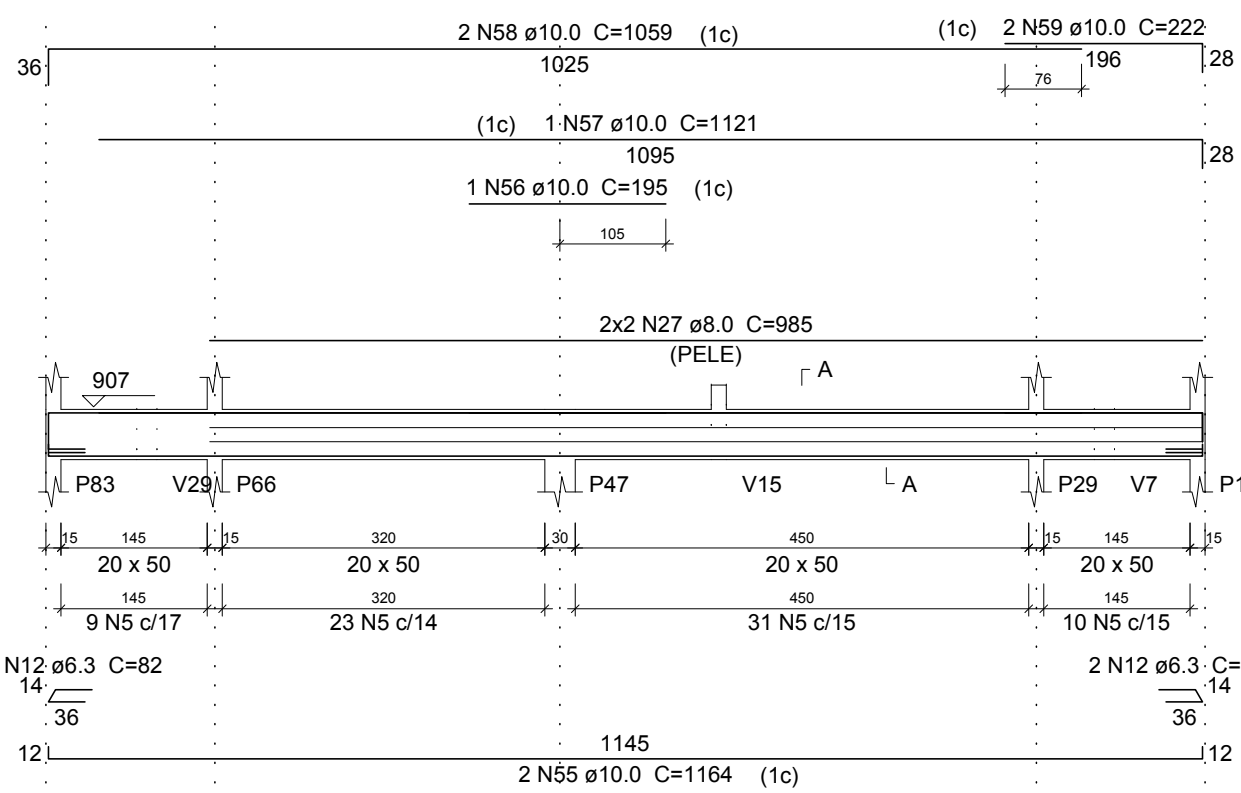 2 N58 ø10.0 C=1059 (1c)
(1c) 2 N59 ø10.0 C=222
36
1025
196
28
76
(1c) 1 N57 ø10.0 C=1121
1095
28
1 N56 ø10.0 C=195 (1c)
105
2x2 N27 ø8.0 C=985
(PELE)
A
907
P83 V29 P66 P47 V15 A P29 V7 P1
15 145 15 320 30 450 15 145 15
20 x 50 20 x 50 20 x 50 20 x 50
145 320 450 145
9 N5 c/17 23 N5 c/14 31 N5 c/15 10 N5 c/15
N12 ø6.3 C=82 2 N12 ø6.3 C=
14 14
36 36
12 1145 12
2 N55 ø10.0 C=1164 (1c)